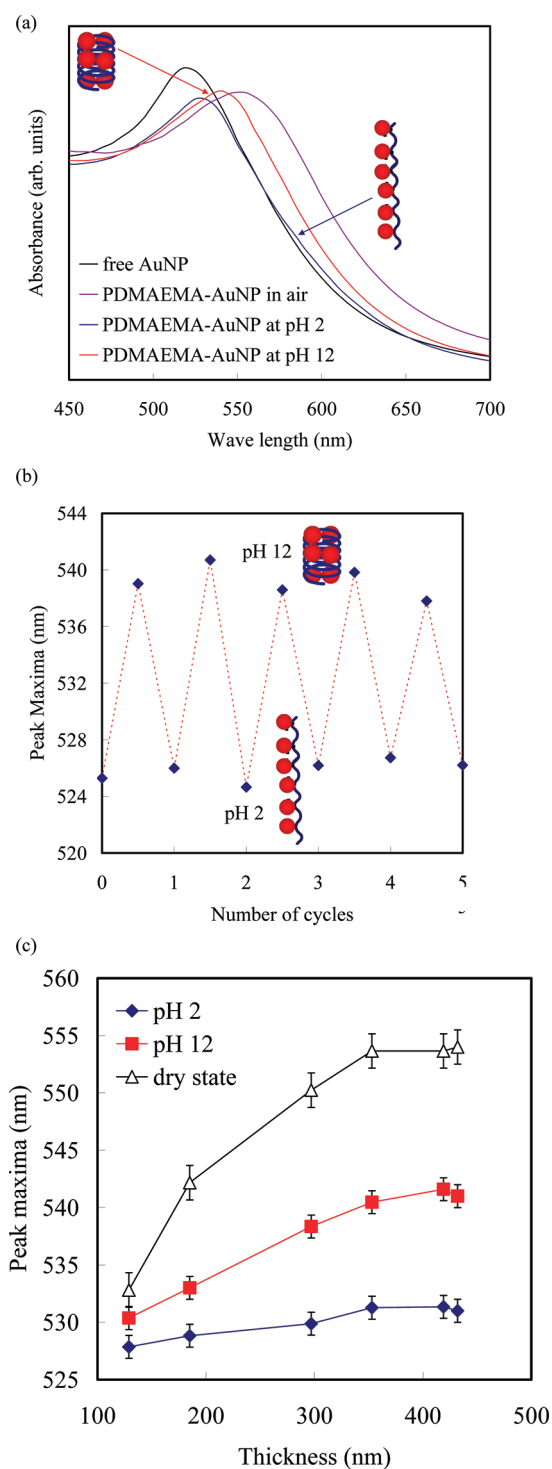 (a)
Absorbance (arb. units)
free AuNP
PDMAEMA-AuNP in air
PDMAEMA-AuNP at pH 2
PDMAEMA-AuNP at pH 12
450 500 550 600 650 700
Wave length (nm)
(b)
Peak Maxima (nm)
544
540
536
532
528
524
520
pH 12
pH 2
0 1 2 3 4 5
Number of cycles
(c)
Peak maxima (nm)
560
555
550
545
540
535
530
525
pH 2
pH 12
dry state
100 200 300 400 500
Thickness (nm)